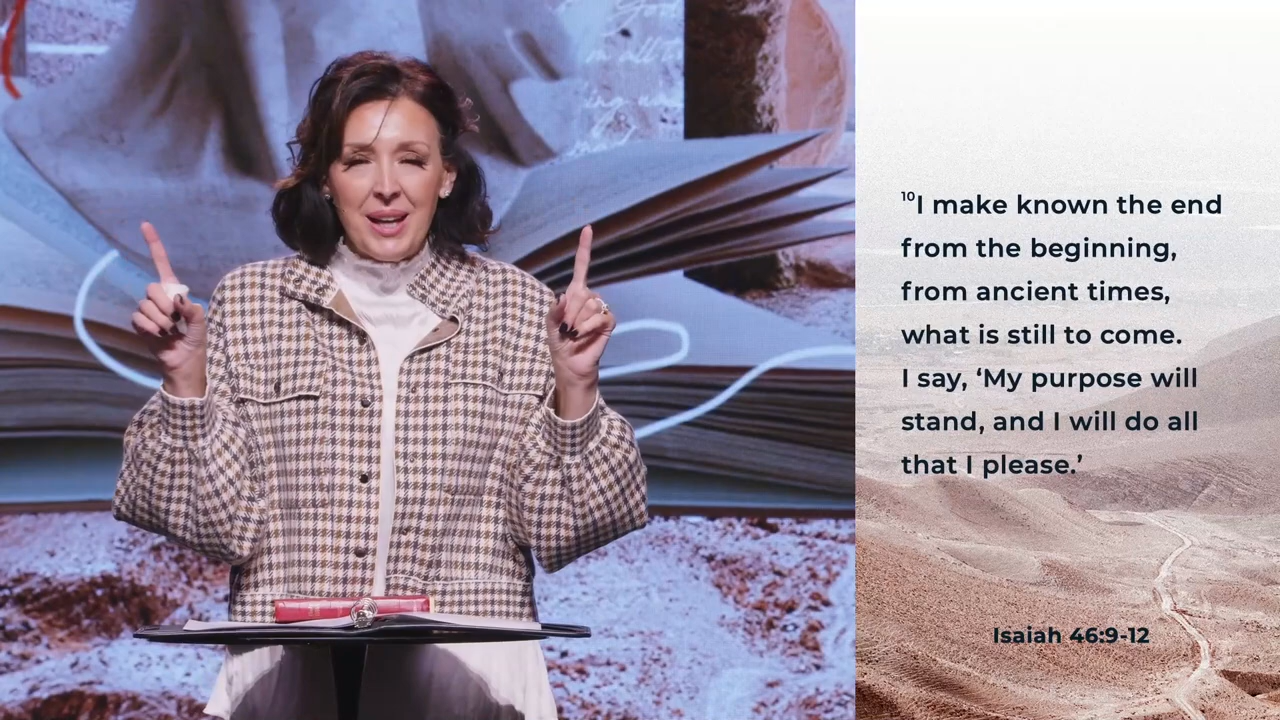 ¹⁰I make known the end
from the beginning,
from ancient times,
what is still to come.
I say, ‘My purpose will
stand, and I will do all
that I please.’
Isaiah 46:9-12